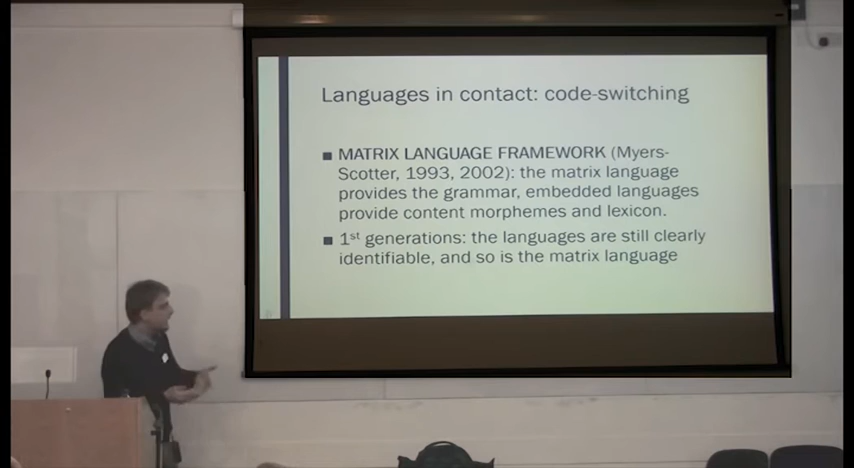 Languages in contact: code-switching
■ MATRIX LANGUAGE FRAMEWORK (Myers-
Scotter, 1993, 2002): the matrix language
provides the grammar, embedded languages
provide content morphemes and lexicon.
■ 1st generations: the languages are still clearly
identifiable, and so is the matrix language